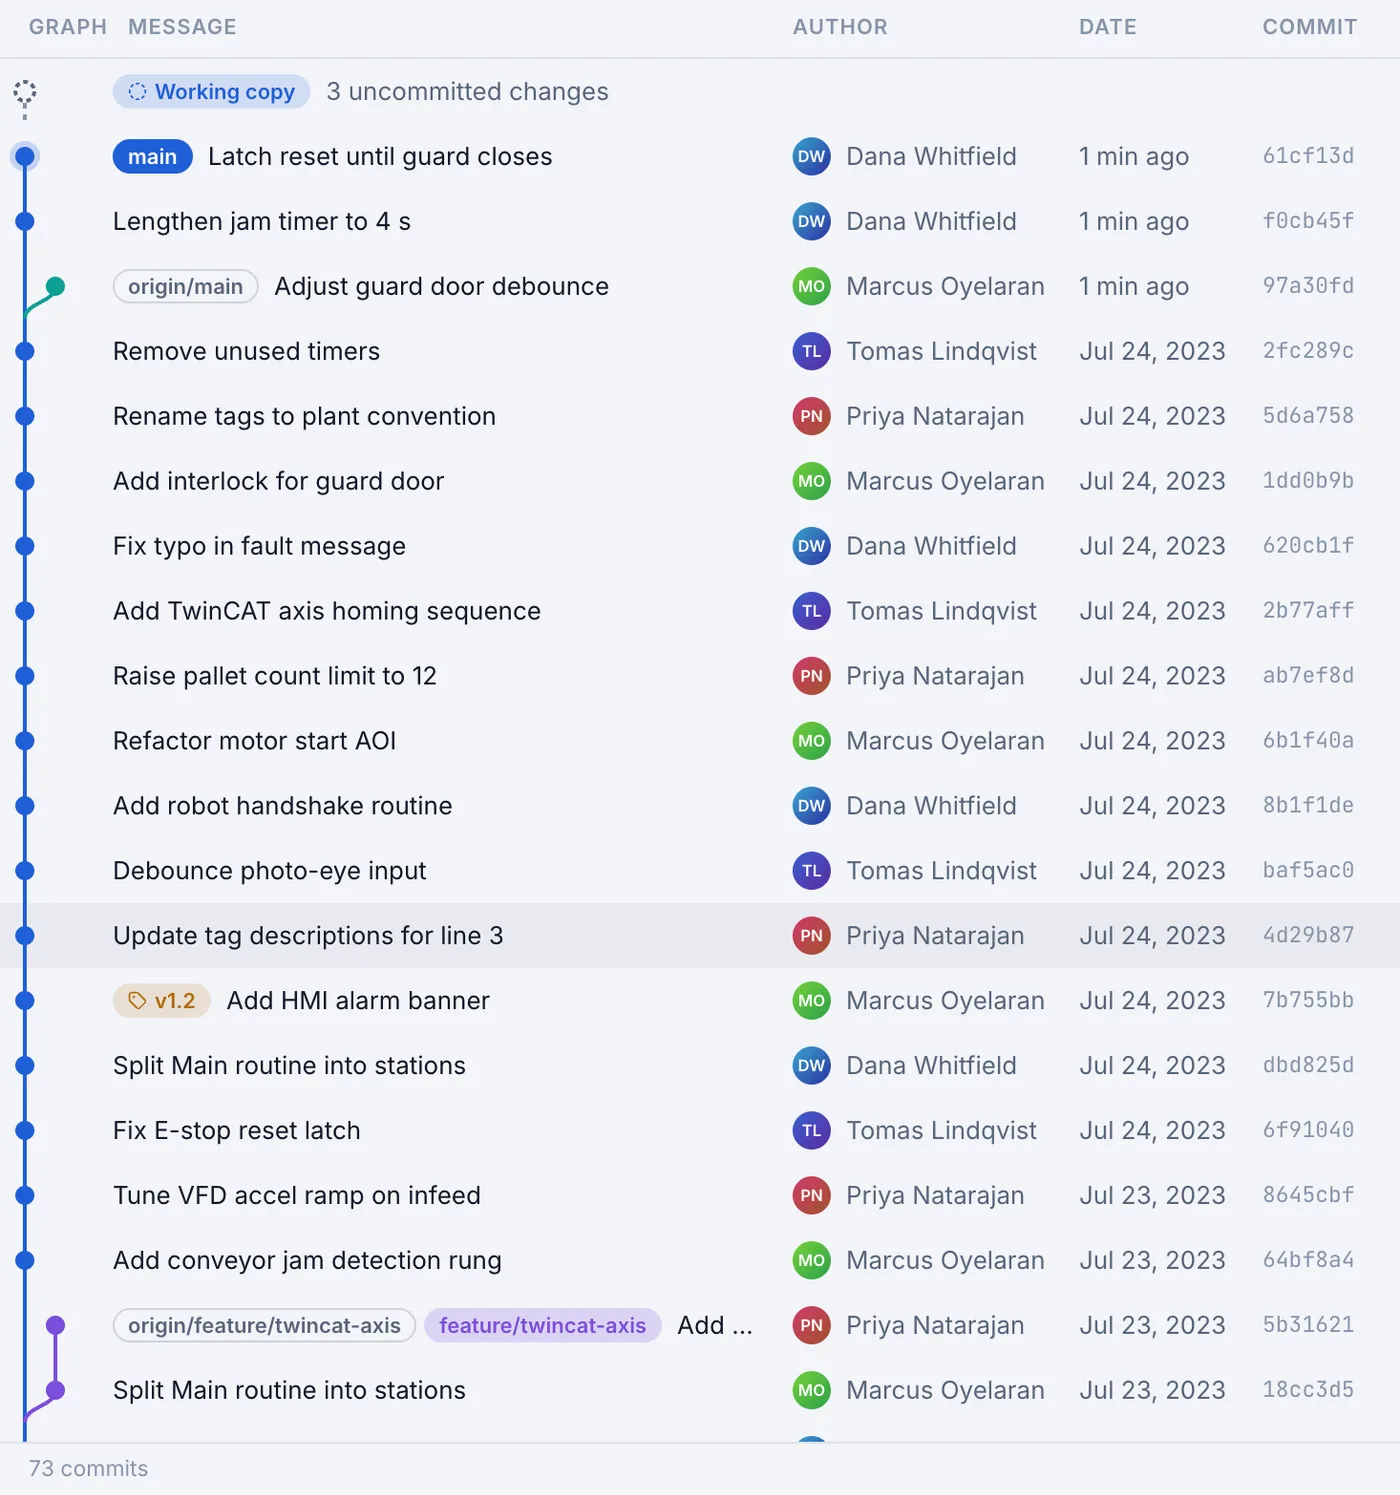 GRAPH MESSAGE AUTHOR DATE COMMIT
Working copy 3 uncommitted changes
main Latch reset until guard closes DW Dana Whitfield 1 min ago 61cf13d
Lengthen jam timer to 4 s DW Dana Whitfield 1 min ago f0cb45f
origin/main Adjust guard door debounce MO Marcus Oyelaran 1 min ago 97a30fd
Remove unused timers TL Tomas Lindqvist Jul 24, 2023 2fc289c
Rename tags to plant convention PN Priya Natarajan Jul 24, 2023 5d6a758
Add interlock for guard door MO Marcus Oyelaran Jul 24, 2023 1dd0b9b
Fix typo in fault message DW Dana Whitfield Jul 24, 2023 620cb1f
Add TwinCAT axis homing sequence TL Tomas Lindqvist Jul 24, 2023 2b77aff
Raise pallet count limit to 12 PN Priya Natarajan Jul 24, 2023 ab7ef8d
Refactor motor start AOI MO Marcus Oyelaran Jul 24, 2023 6b1f40a
Add robot handshake routine DW Dana Whitfield Jul 24, 2023 8b1f1de
Debounce photo-eye input TL Tomas Lindqvist Jul 24, 2023 baf5ac0
Update tag descriptions for line 3 PN Priya Natarajan Jul 24, 2023 4d29b87
v1.2 Add HMI alarm banner MO Marcus Oyelaran Jul 24, 2023 7b755bb
Split Main routine into stations DW Dana Whitfield Jul 24, 2023 dbd825d
Fix E-stop reset latch TL Tomas Lindqvist Jul 24, 2023 6f91040
Tune VFD accel ramp on infeed PN Priya Natarajan Jul 23, 2023 8645cbf
Add conveyor jam detection rung MO Marcus Oyelaran Jul 23, 2023 64bf8a4
origin/feature/twincat-axis feature/twincat-axis Add ... PN Priya Natarajan Jul 23, 2023 5b31621
Split Main routine into stations MO Marcus Oyelaran Jul 23, 2023 18cc3d5
73 commits